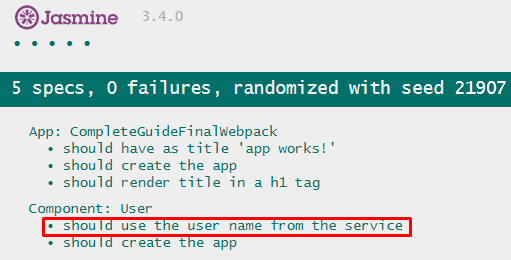 Jasmine 3.4.0
• • • • •
5 specs, 0 failures, randomized with seed 21907
App: CompleteGuideFinalWebpack
• should have as title 'app works!'
• should create the app
• should render title in a h1 tag
Component: User
• should use the user name from the service
• should create the app